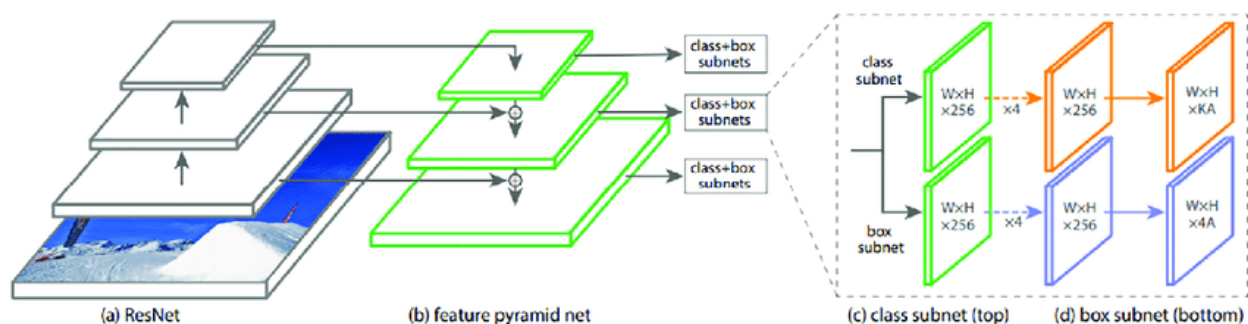 class+box
subnets
class+box
subnets
class+box
subnets
class
subnet
W×H
×256
×4
W×H
×256
W×H
×KA
box
subnet
W×H
×256
×4
W×H
×256
W×H
×4A
(a) ResNet
(b) feature pyramid net
(c) class subnet (top)
(d) box subnet (bottom)